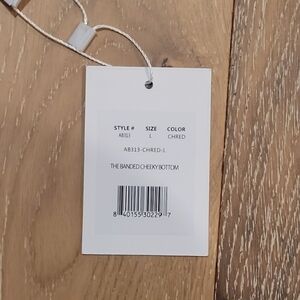 STYLE # SIZE COLOR
AB313 L CHRED
AB313-CHRED-L
THE BANDED CHEEKY BOTTOM
8 40155 30229 7